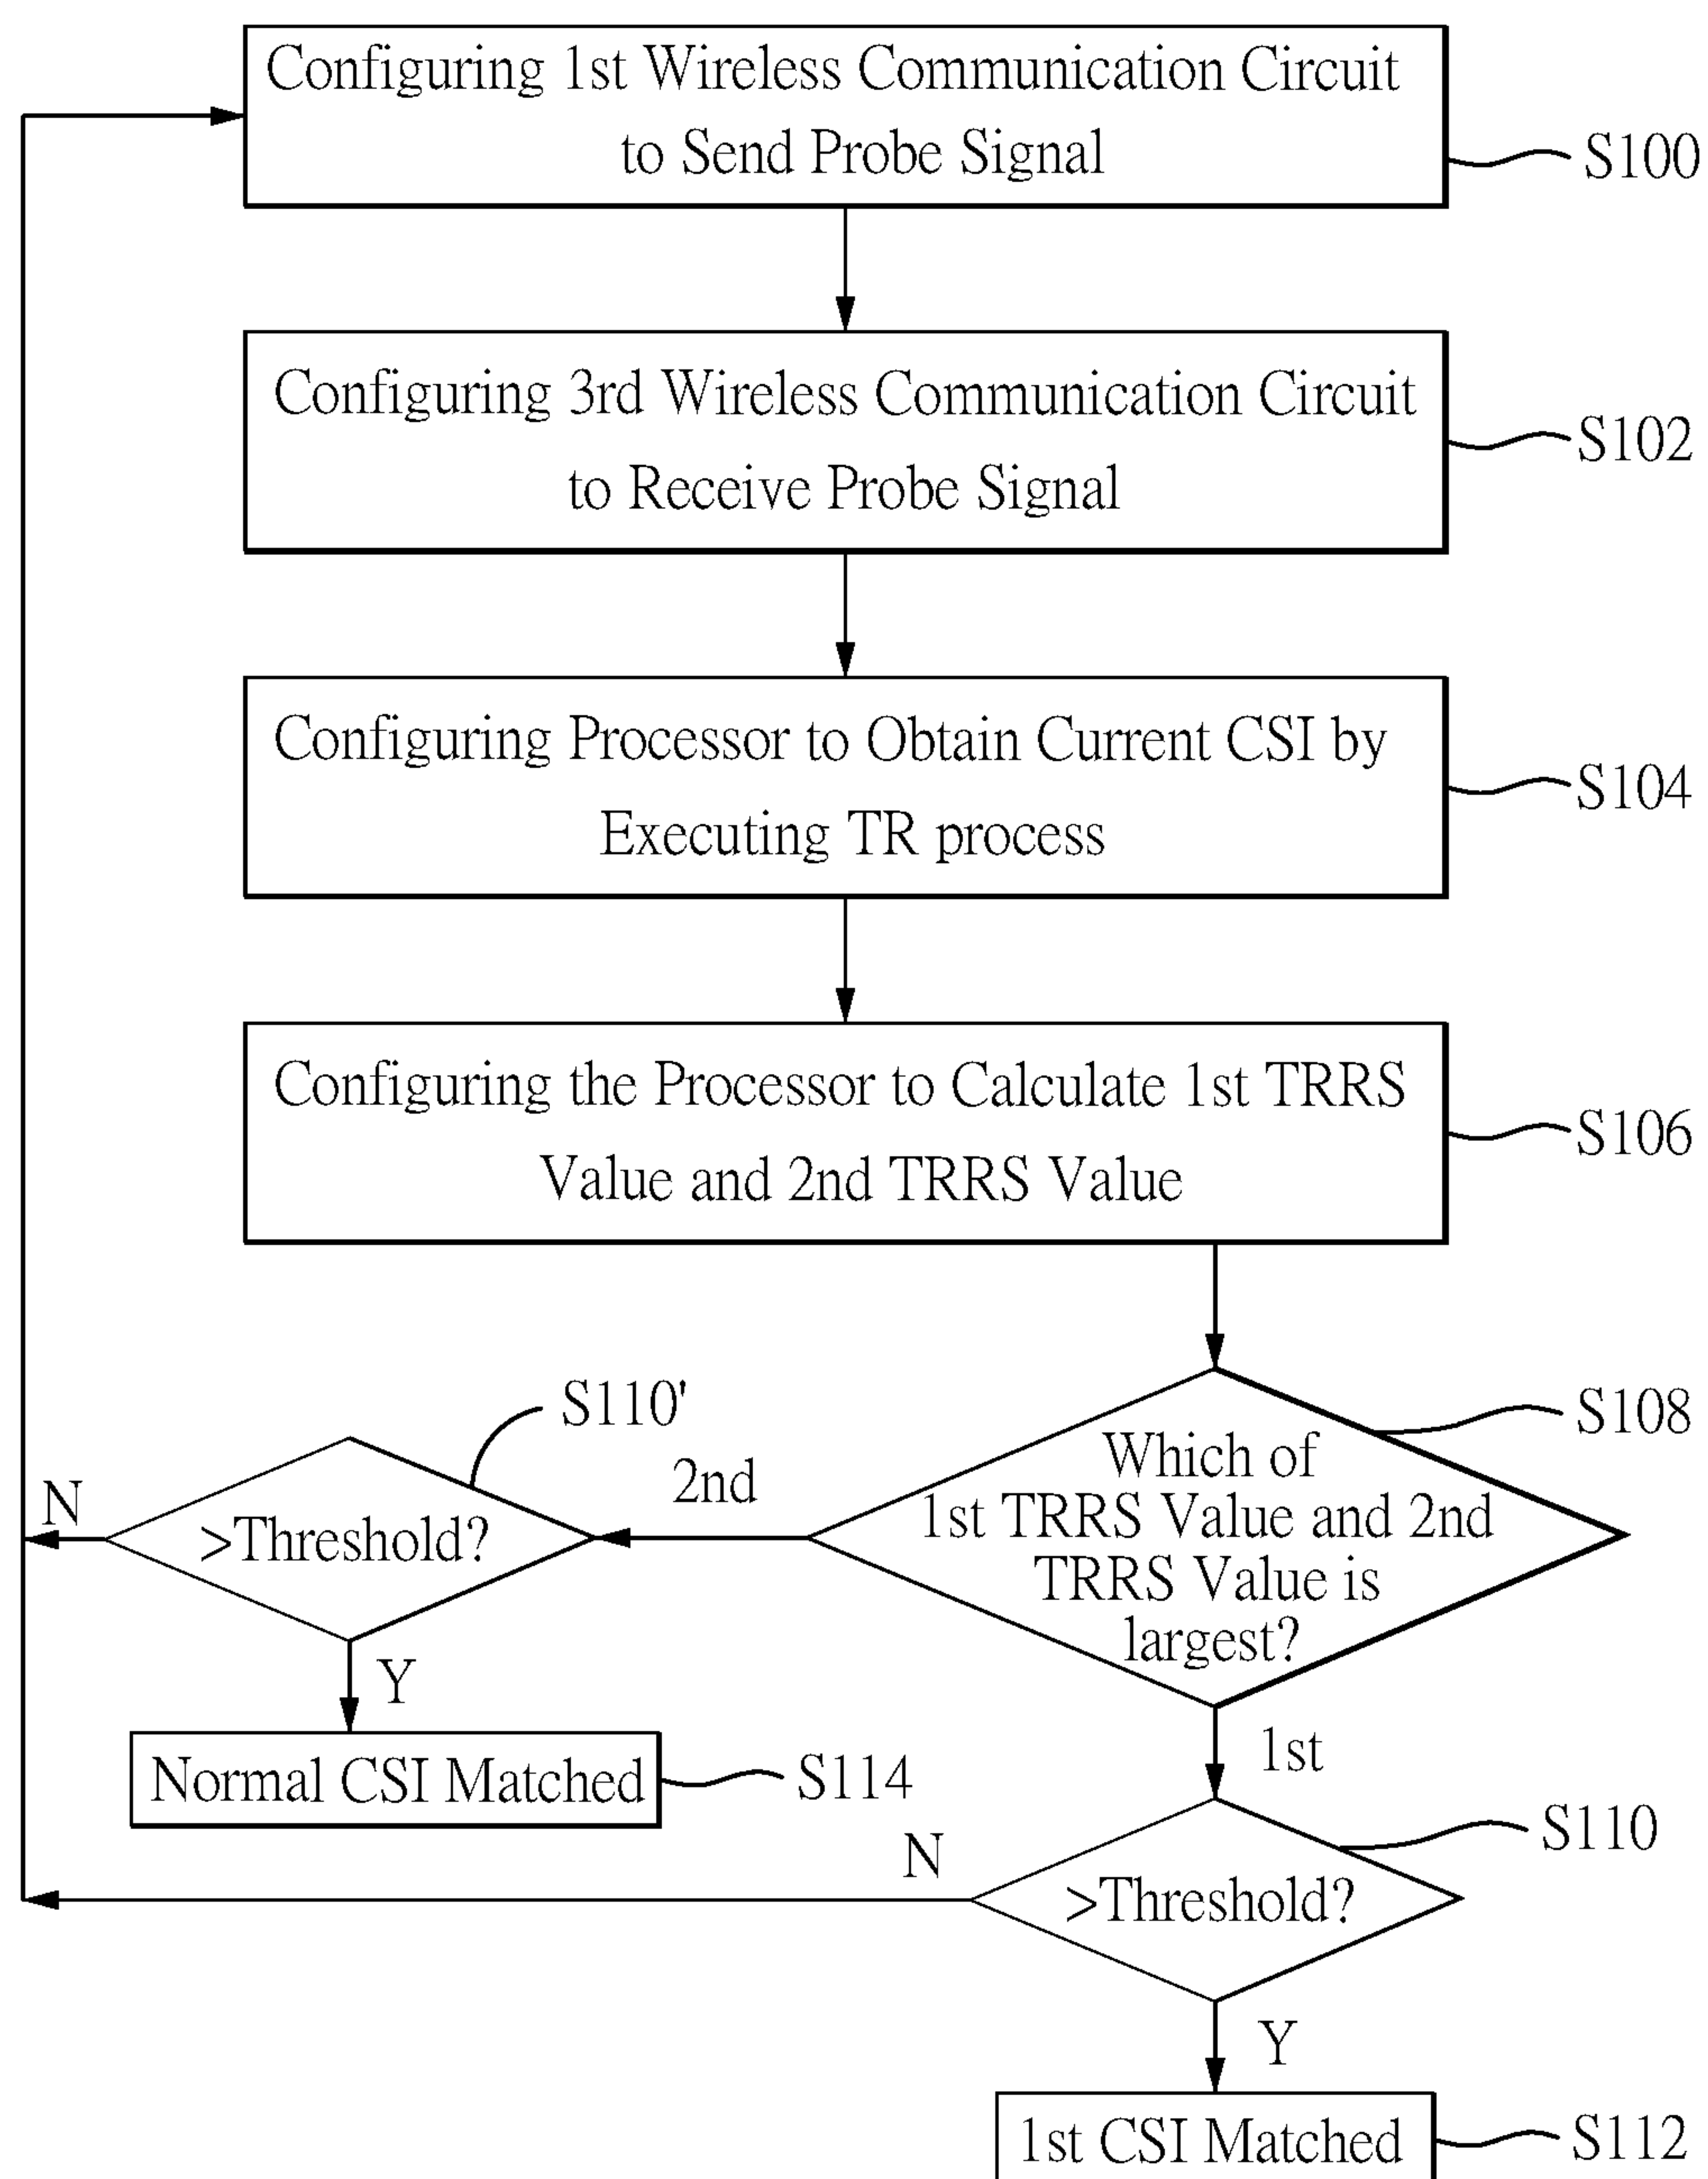 Configuring 1st Wireless Communication Circuit
to Send Probe Signal
S100
Configuring 3rd Wireless Communication Circuit
to Receive Probe Signal
S102
Configuring Processor to Obtain Current CSI by
Executing TR process
S104
Configuring the Processor to Calculate 1st TRRS
Value and 2nd TRRS Value
S106
S108
Which of
1st TRRS Value and 2nd
TRRS Value is
largest?
2nd
S110'
>Threshold?
N
Y
Normal CSI Matched
S114
1st
S110
>Threshold?
N
Y
1st CSI Matched
S112